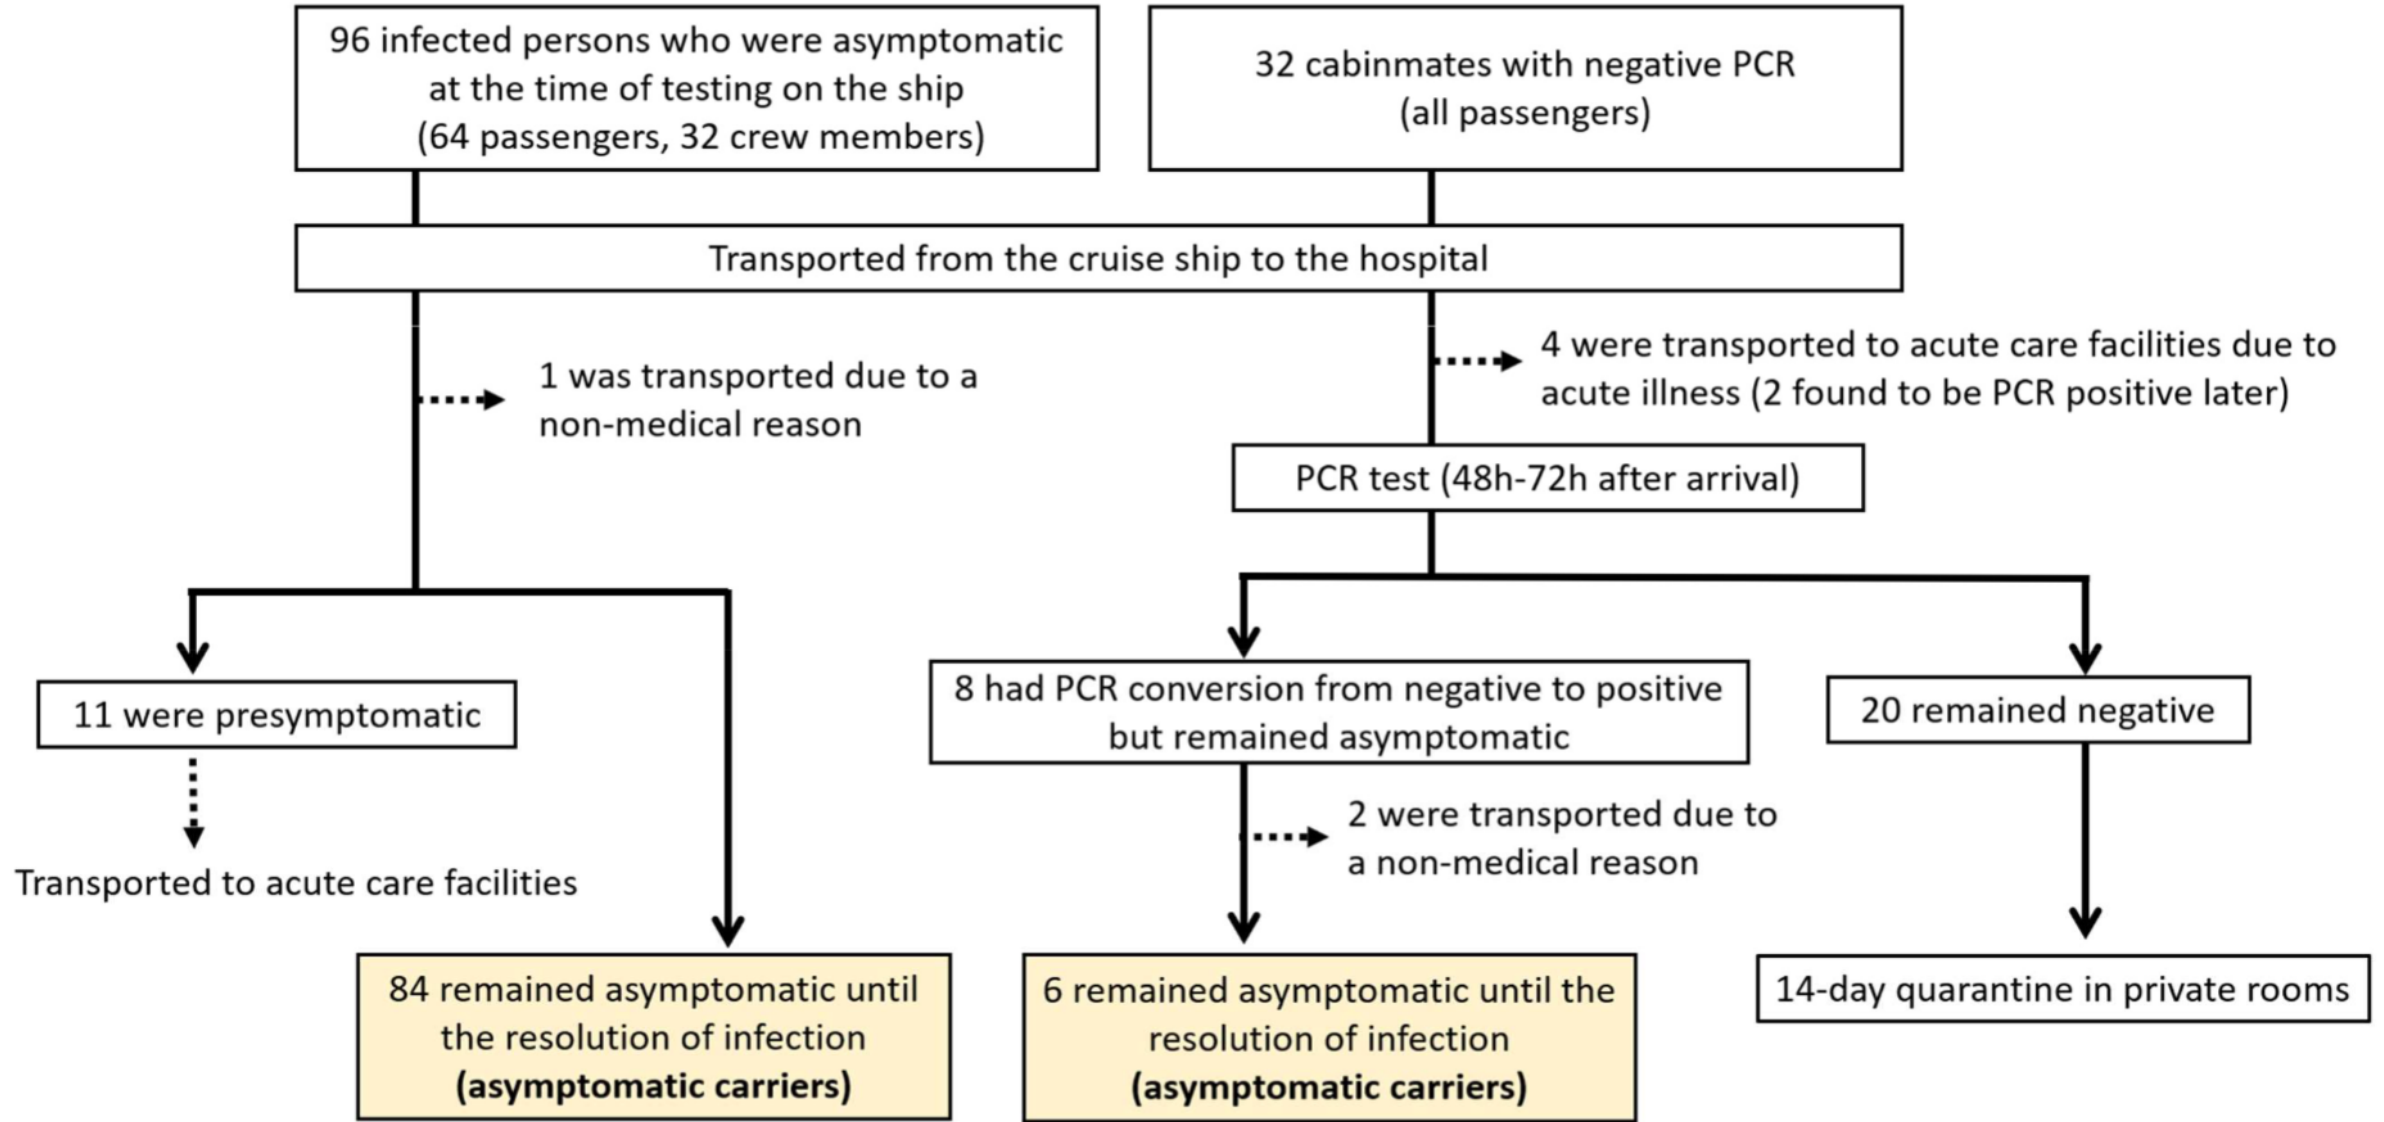 96 infected persons who were asymptomatic
at the time of testing on the ship
(64 passengers, 32 crew members)
32 cabinmates with negative PCR
(all passengers)
Transported from the cruise ship to the hospital
1 was transported due to a
non-medical reason
4 were transported to acute care facilities due to
acute illness (2 found to be PCR positive later)
PCR test (48h-72h after arrival)
11 were presymptomatic
8 had PCR conversion from negative to positive
but remained asymptomatic
20 remained negative
Transported to acute care facilities
2 were transported due to
a non-medical reason
84 remained asymptomatic until
the resolution of infection
(asymptomatic carriers)
6 remained asymptomatic until the
resolution of infection
(asymptomatic carriers)
14-day quarantine in private rooms